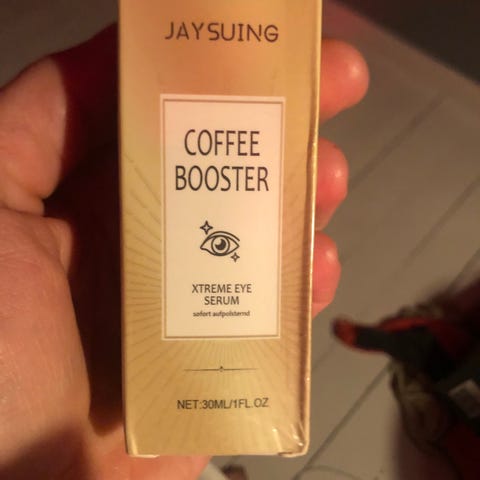 JAYSUING
COFFEE
BOOSTER
XTREME EYE
SERUM
sofort aufpolsternd
NET:30ML/1FL.OZ